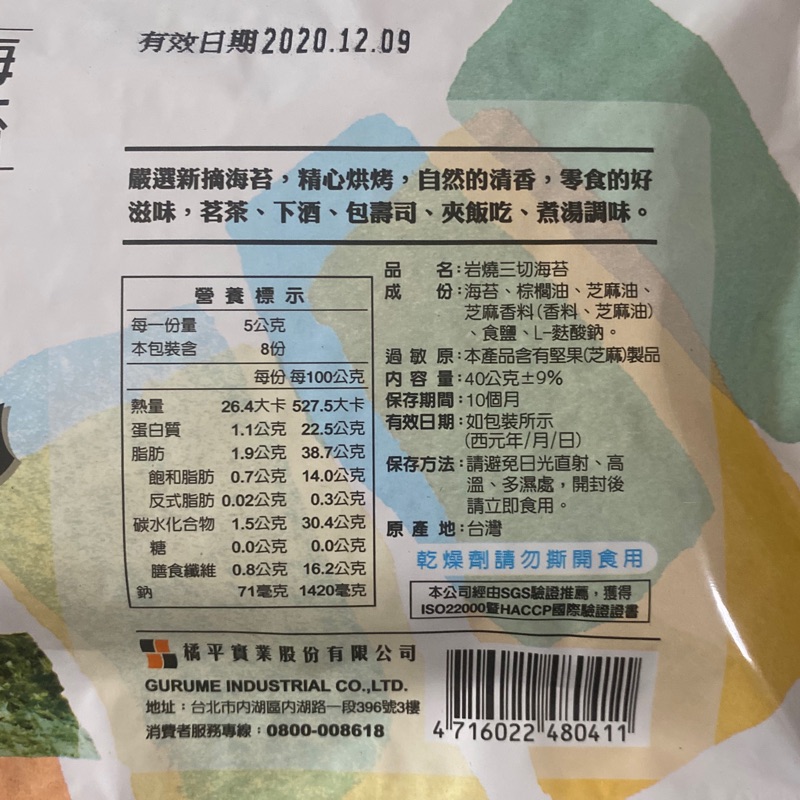 海
苔
有效日期 2020.12.09
嚴選新摘海苔，精心烘烤，自然的清香，零食的好
滋味，茗茶、下酒、包壽司、夾飯吃、煮湯調味。
營養標示
每一份量 5公克
本包裝含 8份
每份 每100公克
熱量 26.4大卡 527.5大卡
蛋白質 1.1公克 22.5公克
脂肪 1.9公克 38.7公克
飽和脂肪 0.7公克 14.0公克
反式脂肪 0.02公克 0.3公克
碳水化合物 1.5公克 30.4公克
糖 0.0公克 0.0公克
膳食纖維 0.8公克 16.2公克
鈉 71毫克 1420毫克
品名:岩燒三切海苔
成份:海苔、棕櫚油、芝麻油、
芝麻香料(香料、芝麻油)
、食鹽、L-麩酸鈉。
過敏原:本產品含有堅果(芝麻)製品
內容量:40公克±9%
保存期間:10個月
有效日期:如包裝所示
(西元年/月/日)
保存方法:請避免日光直射、高
溫、多濕處，開封後
請立即食用。
原產地:台灣
乾燥劑請勿撕開食用
本公司經由SGS驗證推薦，獲得
ISO22000暨HACCP國際驗證證書
橘平實業股份有限公司
GURUME INDUSTRIAL CO.,LTD.
地址：台北市內湖區內湖路一段396號3樓
消費者服務專線：0800-008618
4 716022 480411